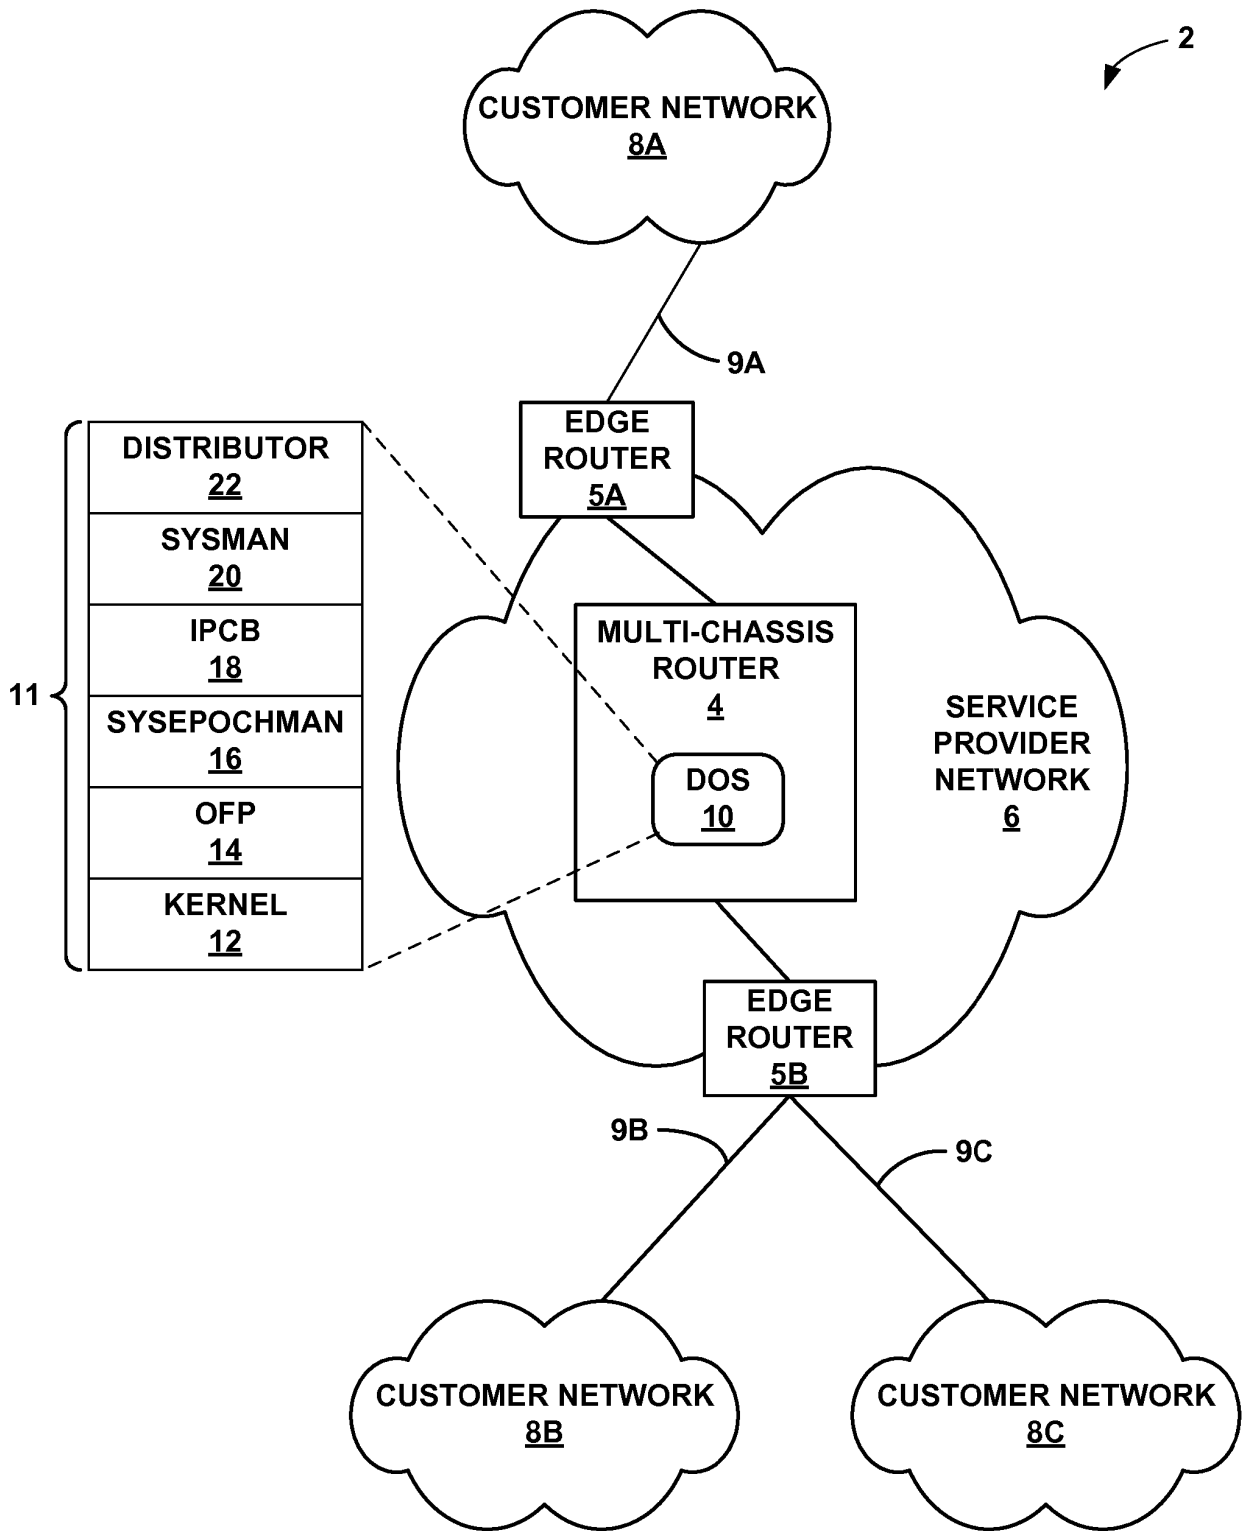 2
CUSTOMER NETWORK
8A
9A
EDGE
ROUTER
5A
11
DISTRIBUTOR
22
SYSMAN
20
IPCB
18
SYSEPOCHMAN
16
OFP
14
KERNEL
12
MULTI-CHASSIS
ROUTER
4
DOS
10
SERVICE
PROVIDER
NETWORK
6
EDGE
ROUTER
5B
9B
9C
CUSTOMER NETWORK
8B
CUSTOMER NETWORK
8C